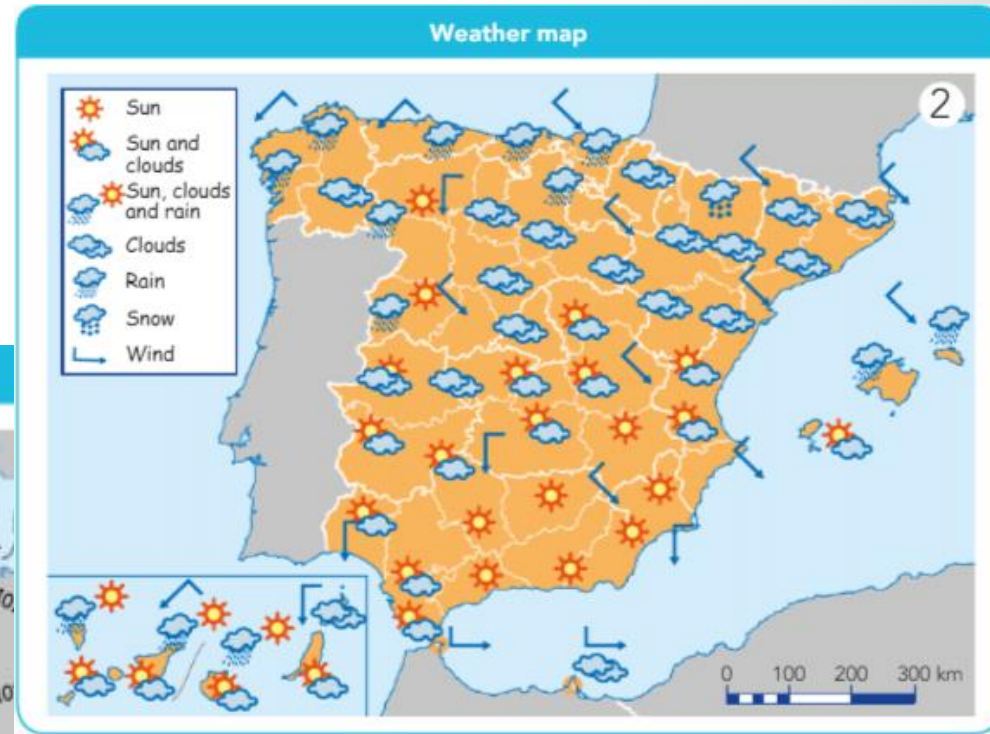 Weather map
2
Sun
Sun and
clouds
Sun, clouds
and rain
Clouds
Rain
Snow
Wind
0 100 200 300 km